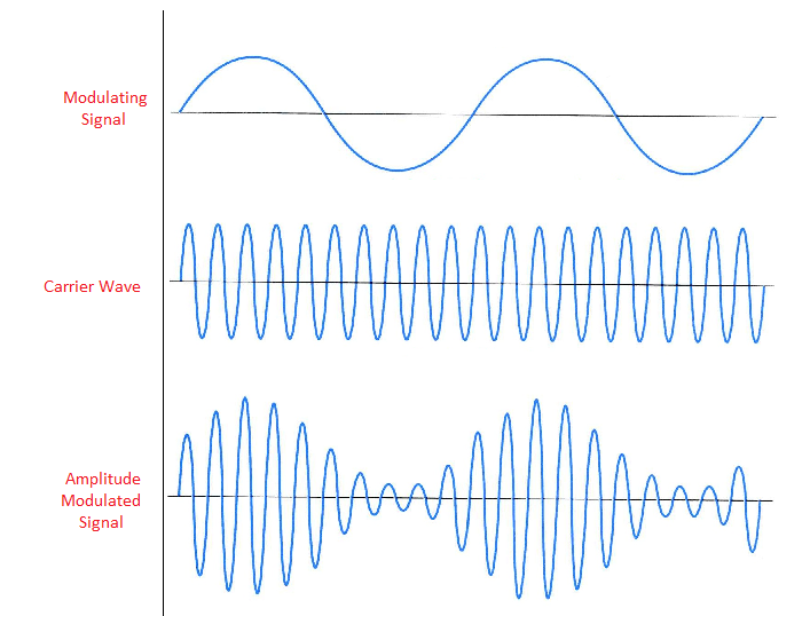 Modulating
Signal
Carrier Wave
Amplitude
Modulated
Signal